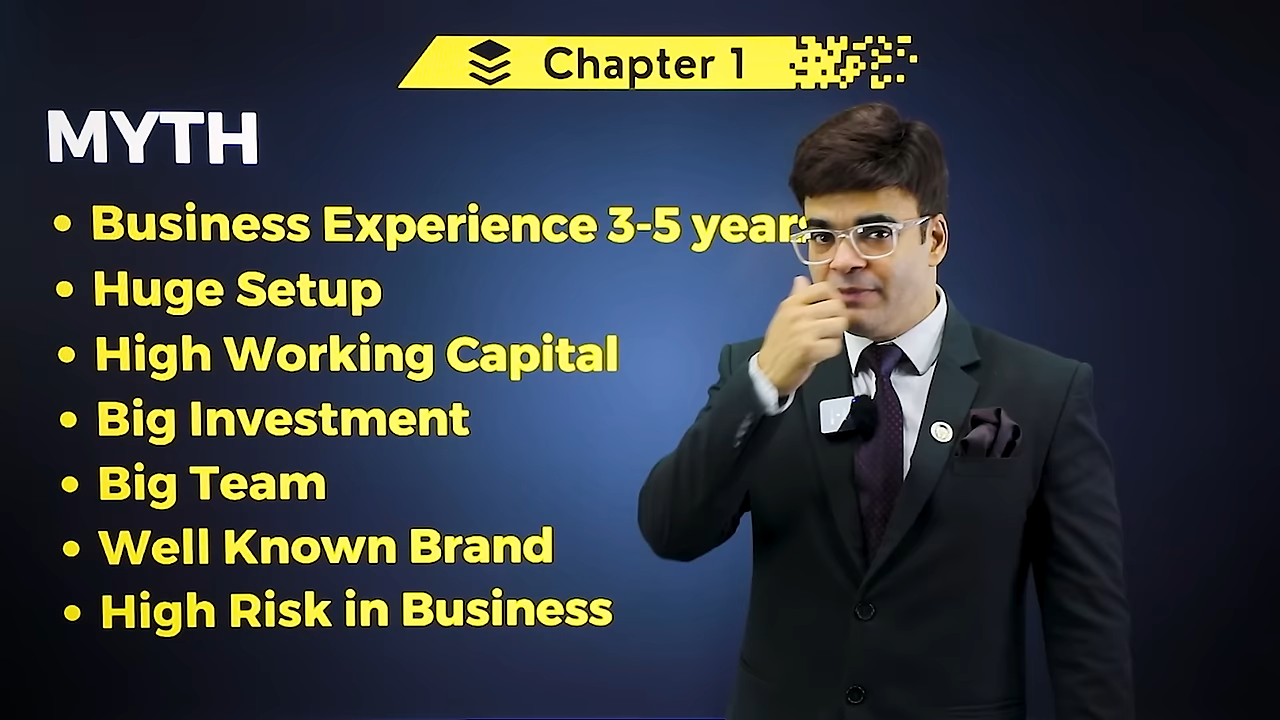 Chapter 1
MYTH
• Business Experience 3-5 years
• Huge Setup
• High Working Capital
• Big Investment
• Big Team
• Well Known Brand
• High Risk in Business